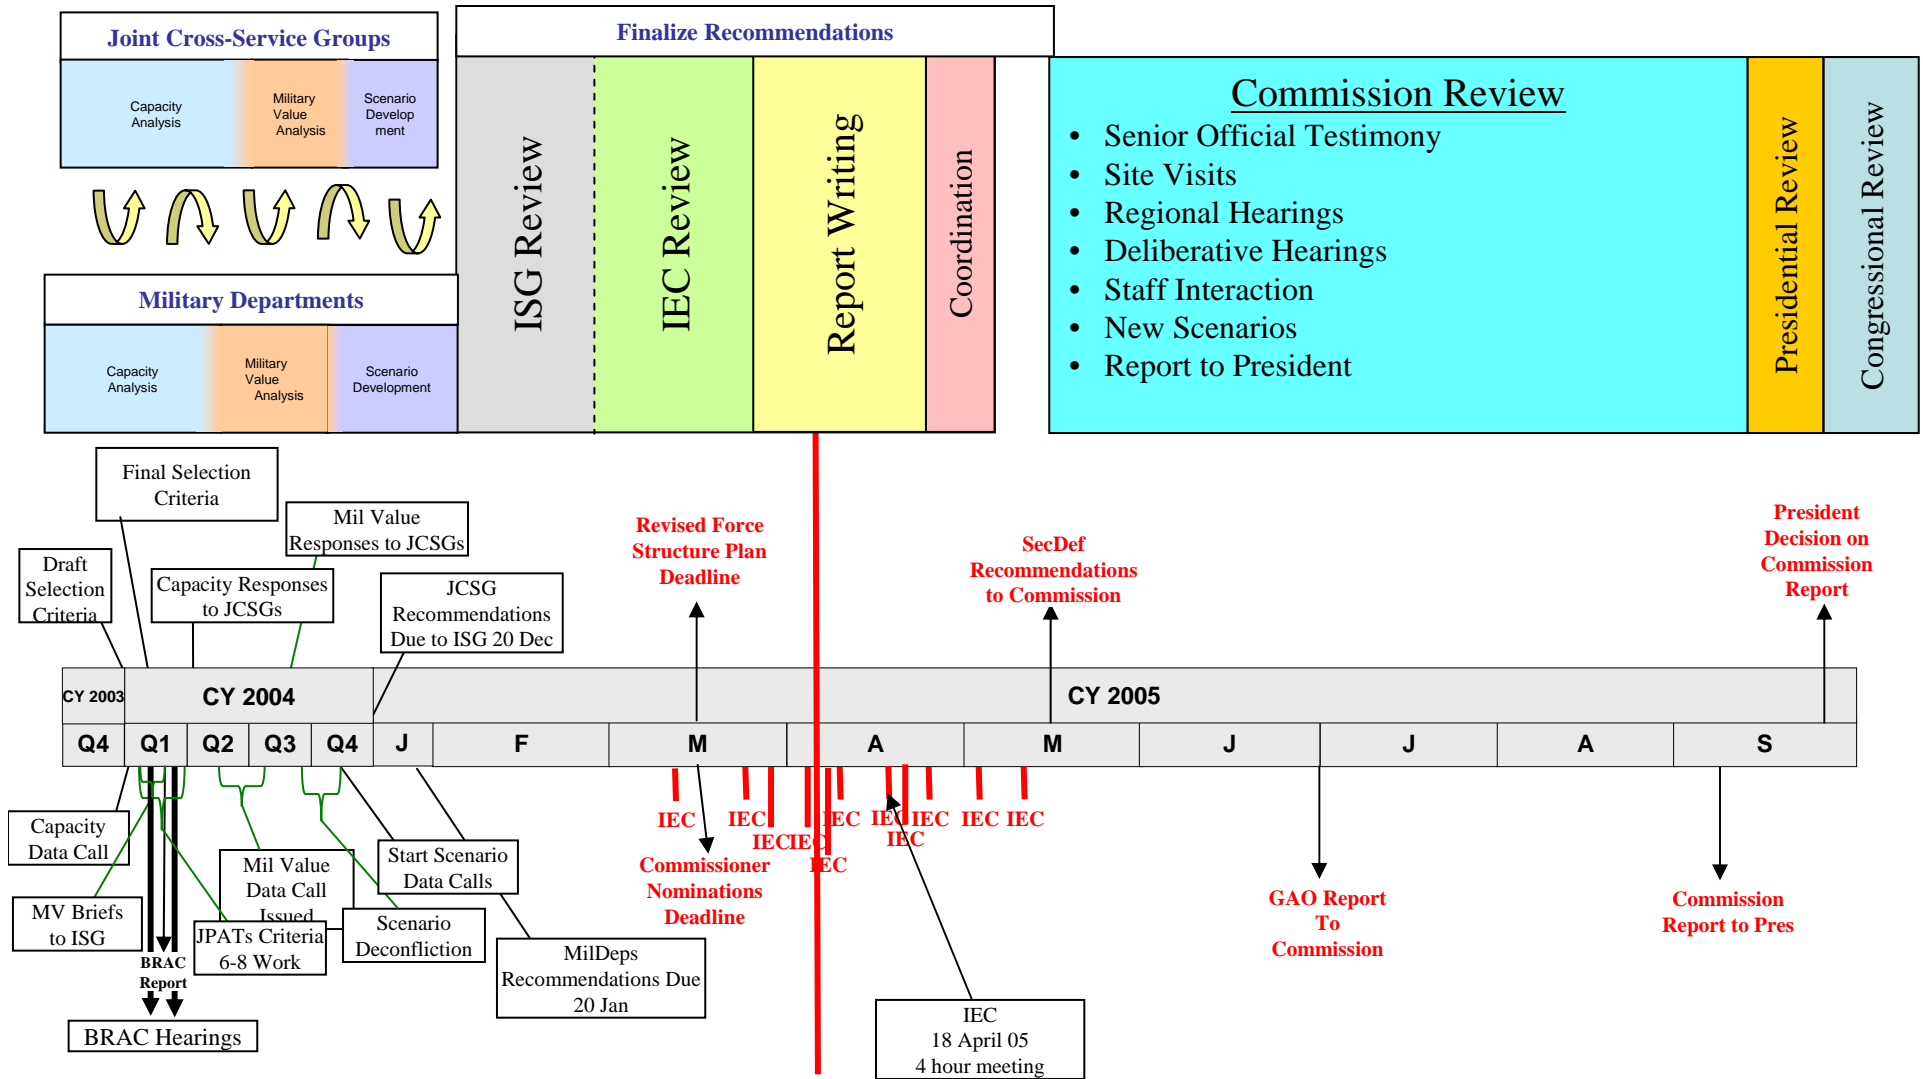 Joint Cross-Service Groups
Capacity
Analysis
Military
Value
Analysis
Scenario
Develop
ment
Finalize Recommendations
ISG Review
IEC Review
Report Writing
Coordination
Commission Review
• Senior Official Testimony
• Site Visits
• Regional Hearings
• Deliberative Hearings
• Staff Interaction
• New Scenarios
• Report to President
Presidential Review
Congressional Review
Military Departments
Capacity
Analysis
Military
Value
Analysis
Scenario
Development
Final Selection
Criteria
Mil Value
Responses to JCSGs
Draft
Selection
Criteria
Capacity Responses
to JCSGs
JCSG
Recommendations
Due to ISG 20 Dec
Revised Force
Structure Plan
Deadline
SecDef
Recommendations
to Commission
President
Decision on
Commission
Report
CY 2003
CY 2004
CY 2005
Q4 Q1 Q2 Q3 Q4 J F M A M J J A S
IEC
IEC
IEC
IEC
IEC
IEC
IEC
IEC
IEC
IEC
IEC
Capacity
Data Call
MV Briefs
to ISG
BRAC
Report
BRAC Hearings
Mil Value
Data Call
Issued
JPATs Criteria
6-8 Work
Start Scenario
Data Calls
Scenario
Deconfliction
MilDeps
Recommendations Due
20 Jan
Commissioner
Nominations
Deadline
IEC
18 April 05
4 hour meeting
GAO Report
To
Commission
Commission
Report to Pres